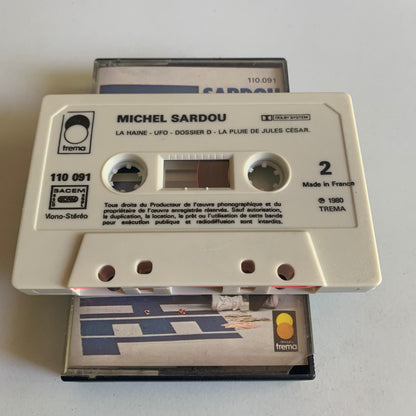 110.091
SARDOU
MICHEL SARDOU
DOLBY SYSTEM
LA HAINE - UFO - DOSSIER D - LA PLUIE DE JULES CÉSAR.
trema
110 091
2
SACEM
Made in France
Mono-Stéréo
Tous droits du Producteur de l'œuvre phonographique et du
propriétaire de l'œuvre enregistrée réservés. Sauf autorisation,
la duplication, la location, le prêt ou l'utilisation de cette bande
pour exécution publique et radiodiffusion sont interdits.
℗ 1980
TREMA
trema